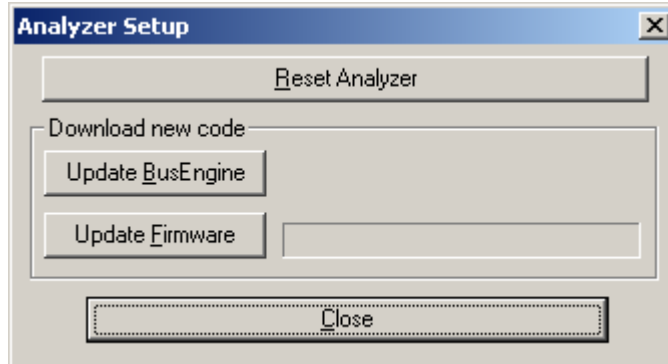 Analyzer Setup
Reset Analyzer
Download new code
Update BusEngine
Update Firmware
Close